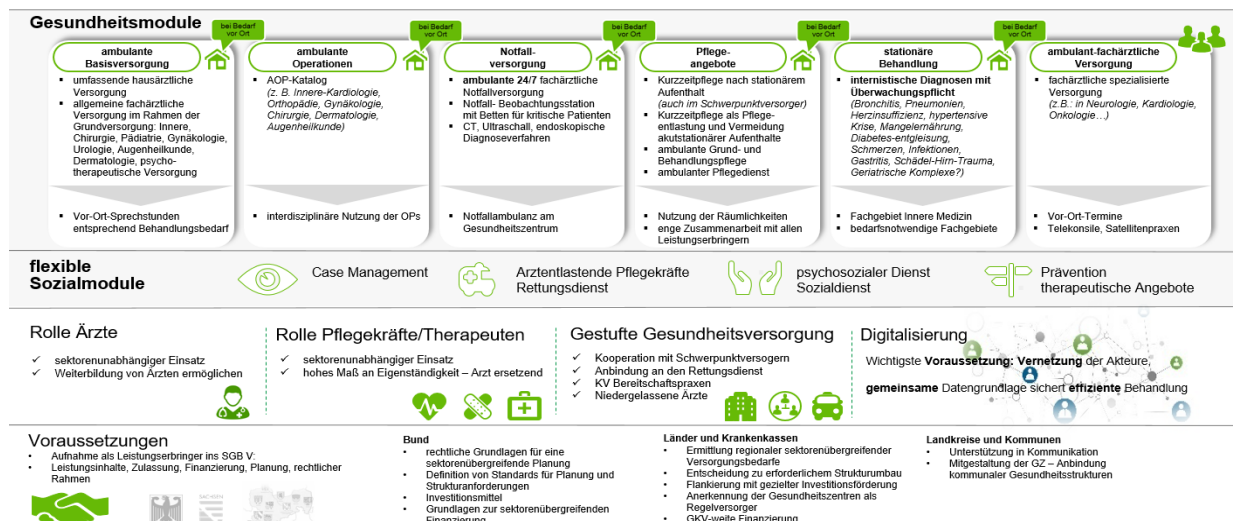 Gesundheitsmodule
bei Bedarf
vor Ort
ambulante
Basisversorgung
▪ umfassende hausärztliche
Versorgung
▪ allgemeine fachärztliche
Versorgung im Rahmen der
Grundversorgung: Innere,
Chirurgie, Pädiatrie, Gynäkologie,
Urologie, Augenheilkunde,
Dermatologie, psycho-
therapeutische Versorgung
▪ Vor-Ort-Sprechstunden
entsprechend Behandlungsbedarf
bei Bedarf
vor Ort
ambulante
Operationen
▪ AOP-Katalog
(z. B. Innere-Kardiologie,
Orthopädie, Gynäkologie,
Chirurgie, Dermatologie,
Augenheilkunde)
▪ interdisziplinäre Nutzung der OPs
bei Bedarf
vor Ort
Notfall-
versorgung
▪ ambulante 24/7 fachärztliche
Notfallversorgung
▪ Notfall- Beobachtungsstation
mit Betten für kritische Patienten
▪ CT, Ultraschall, endoskopische
Diagnoseverfahren
▪ Notfallambulanz am
Gesundheitszentrum
bei Bedarf
vor Ort
Pflege-
angebote
▪ Kurzzeitpflege nach stationärem
Aufenthalt
(auch im Schwerpunktversorger)
▪ Kurzzeitpflege als Pflege-
entlastung und Vermeidung
akutstationärer Aufenthalte
▪ ambulante Grund- und
Behandlungspflege
▪ ambulanter Pflegedienst
▪ Nutzung der Räumlichkeiten
▪ enge Zusammenarbeit mit allen
Leistungserbringern
bei Bedarf
vor Ort
stationäre
Behandlung
▪ internistische Diagnosen mit
Überwachungspflicht
(Bronchitis, Pneumonien,
Herzinsuffizienz, hypertensive
Krise, Mangelernährung,
Diabetes-entgleisung,
Schmerzen, Infektionen,
Gastritis, Schädel-Hirn-Trauma,
Geriatrische Komplexe?)
▪ Fachgebiet Innere Medizin
▪ bedarfsnotwendige Fachgebiete
ambulant-fachärztliche
Versorgung
▪ fachärztliche spezialisierte
Versorgung
(z.B.: in Neurologie, Kardiologie,
Onkologie…)
▪ Vor-Ort-Termine
▪ Telekonsile, Satellitenpraxen
flexible
Sozialmodule
Case Management
Arztentlastende Pflegekräfte
Rettungsdienst
psychosozialer Dienst
Sozialdienst
Prävention
therapeutische Angebote
Rolle Ärzte
✓ sektorenunabhängiger Einsatz
✓ Weiterbildung von Ärzten ermöglichen
Rolle Pflegekräfte/Therapeuten
✓ sektorenunabhängiger Einsatz
✓ hohes Maß an Eigenständigkeit – Arzt ersetzend
Gestufte Gesundheitsversorgung
✓ Kooperation mit Schwerpunktversogern
✓ Anbindung an den Rettungsdienst
✓ KV Bereitschaftspraxen
✓ Niedergelassene Ärzte
Digitalisierung
Wichtigste Voraussetzung: Vernetzung der Akteure,
gemeinsame Datengrundlage sichert effiziente Behandlung
Voraussetzungen
• Aufnahme als Leistungserbringer ins SGB V:
• Leistungsinhalte, Zulassung, Finanzierung, Planung, rechtlicher
Rahmen
SACHSEN
Bund
• rechtliche Grundlagen für eine
sektorenübergreifende Planung
• Definition von Standards für Planung und
Strukturanforderungen
• Investitionsmittel
• Grundlagen zur sektorenübergreifenden
Finanzierung
Länder und Krankenkassen
• Ermittlung regionaler sektorenübergreifender
Versorgungsbedarfe
• Entscheidung zu erforderlichem Strukturumbau
• Flankierung mit gezielter Investitionsförderung
• Anerkennung der Gesundheitszentren als
Regelversorger
• GKV-weite Finanzierung
Landkreise und Kommunen
• Unterstützung in Kommunikation
• Mitgestaltung der GZ – Anbindung
kommunaler Gesundheitsstrukturen